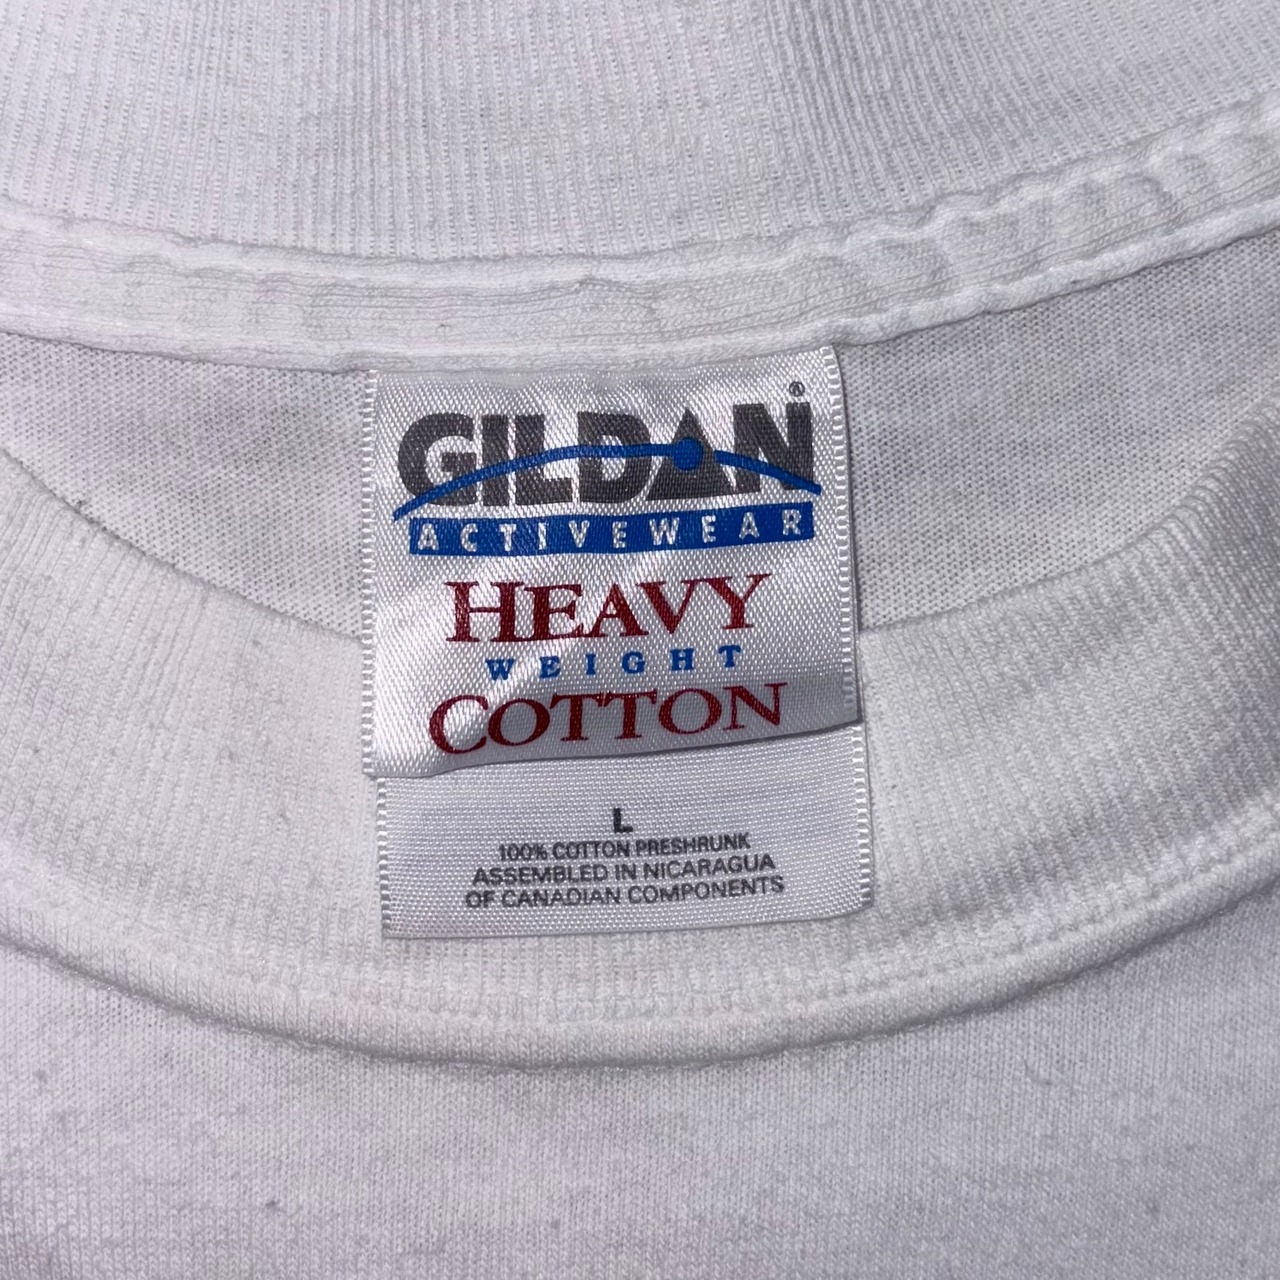 GILDAN®
ACTIVEWEAR
HEAVY
WEIGHT
COTTON
L
100% COTTON PRESHRUNK
ASSEMBLED IN NICARAGUA
OF CANADIAN COMPONENTS